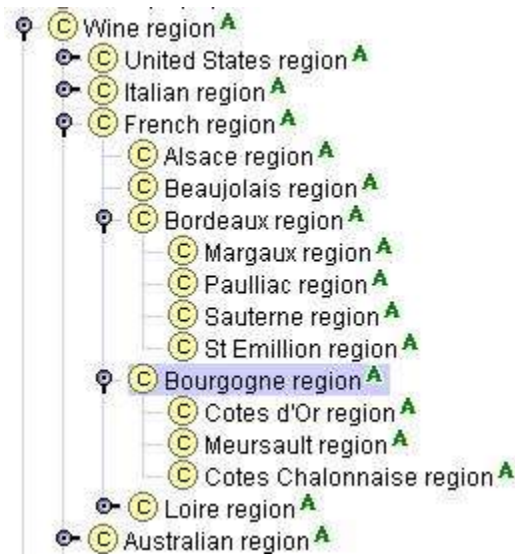 C Wine region A
C United States region A
C Italian region A
C French region A
C Alsace region A
C Beaujolais region A
C Bordeaux region A
C Margaux region A
C Paulliac region A
C Sauterne region A
C St Emillion region A
C Bourgogne region A
C Cotes d'Or region A
C Meursault region A
C Cotes Chalonnaise region A
C Loire region A
C Australian region A